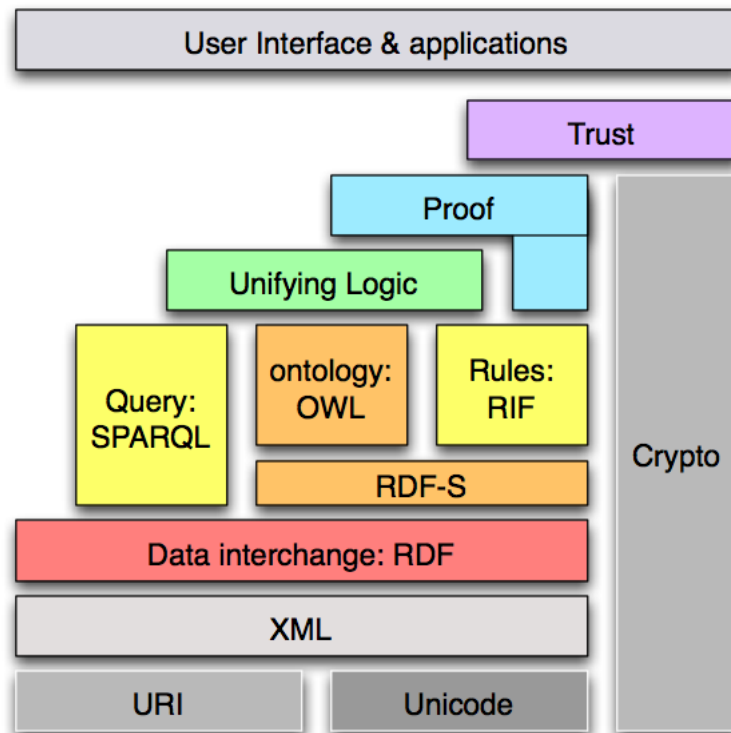 User Interface & applications
Trust
Proof
Unifying Logic
Query:
SPARQL
ontology:
OWL
Rules:
RIF
Crypto
RDF-S
Data interchange: RDF
XML
URI
Unicode